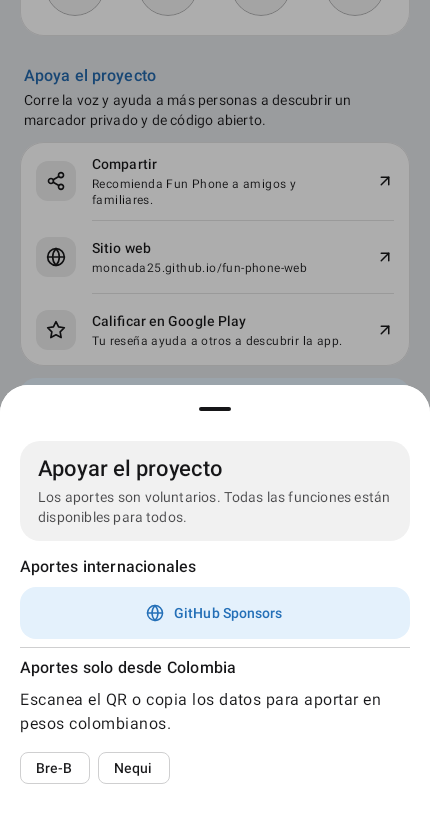 Apoya el proyecto
Corre la voz y ayuda a más personas a descubrir un
marcador privado y de código abierto.
Compartir
Recomienda Fun Phone a amigos y
familiares.
Sitio web
moncada25.github.io/fun-phone-web
Calificar en Google Play
Tu reseña ayuda a otros a descubrir la app.
Apoyar el proyecto
Los aportes son voluntarios. Todas las funciones están
disponibles para todos.
Aportes internacionales
GitHub Sponsors
Aportes solo desde Colombia
Escanea el QR o copia los datos para aportar en
pesos colombianos.
Bre-B
Nequi